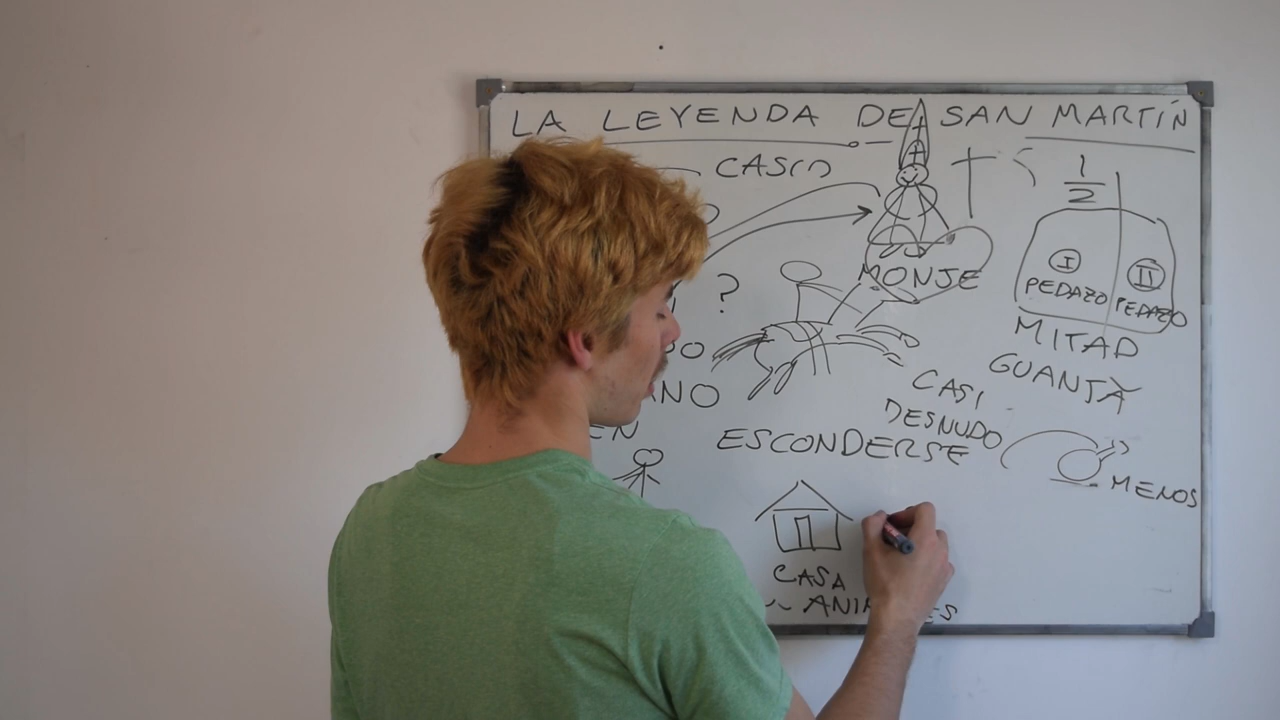 LA LEYENDA DE SAN MARTÍN
CASCO
1/2
MONJE
I
II
PEDAZO
PEDAZO
?
MITAD
GUANTA
CASI
DESNUDO
ESCONDERSE
MENOS
CASA